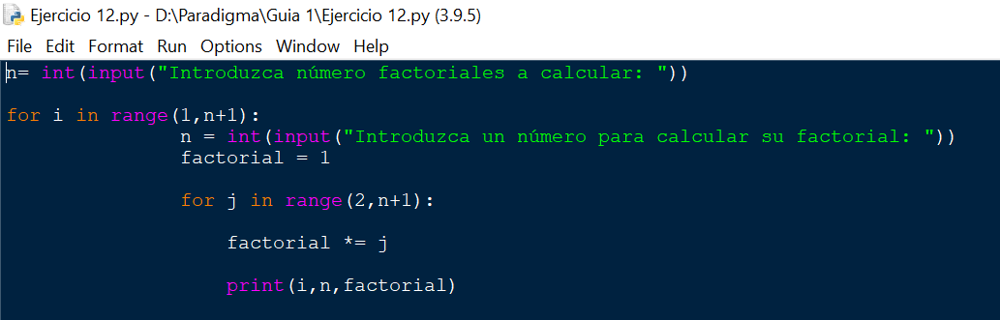 Ejercicio 12.py - D:\Paradigma\Guia 1\Ejercicio 12.py (3.9.5)
File Edit Format Run Options Window Help
n= int(input("Introduzca número factoriales a calcular: "))
for i in range(1,n+1):
n = int(input("Introduzca un número para calcular su factorial: "))
factorial = 1
for j in range(2,n+1):
factorial *= j
print(i,n,factorial)